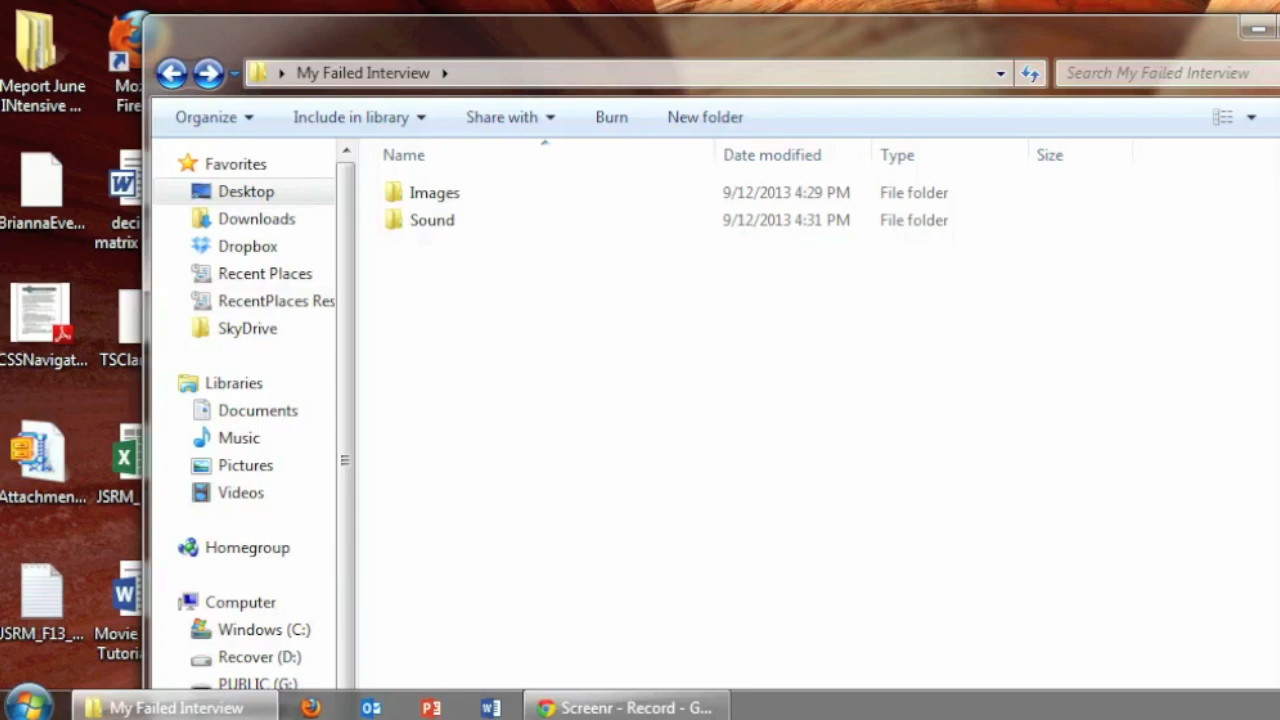 Meport June
INtensive ...
Moz
Fire
BriannaEve...
deci
matrix
CSSNavigat...
TSCla
Attachmen...
JSRM_
JSRM_F13_...
Movie
Tutoria
My Failed Interview
Search My Failed Interview
Organize
Include in library
Share with
Burn
New folder
Favorites
Desktop
Downloads
Dropbox
Recent Places
RecentPlaces Res
SkyDrive
Libraries
Documents
Music
Pictures
Videos
Homegroup
Computer
Windows (C:)
Recover (D:)
PUBLIC (G:)
Name Date modified Type Size
Images 9/12/2013 4:29 PM File folder
Sound 9/12/2013 4:31 PM File folder
My Failed Interview
Screenr - Record - G...